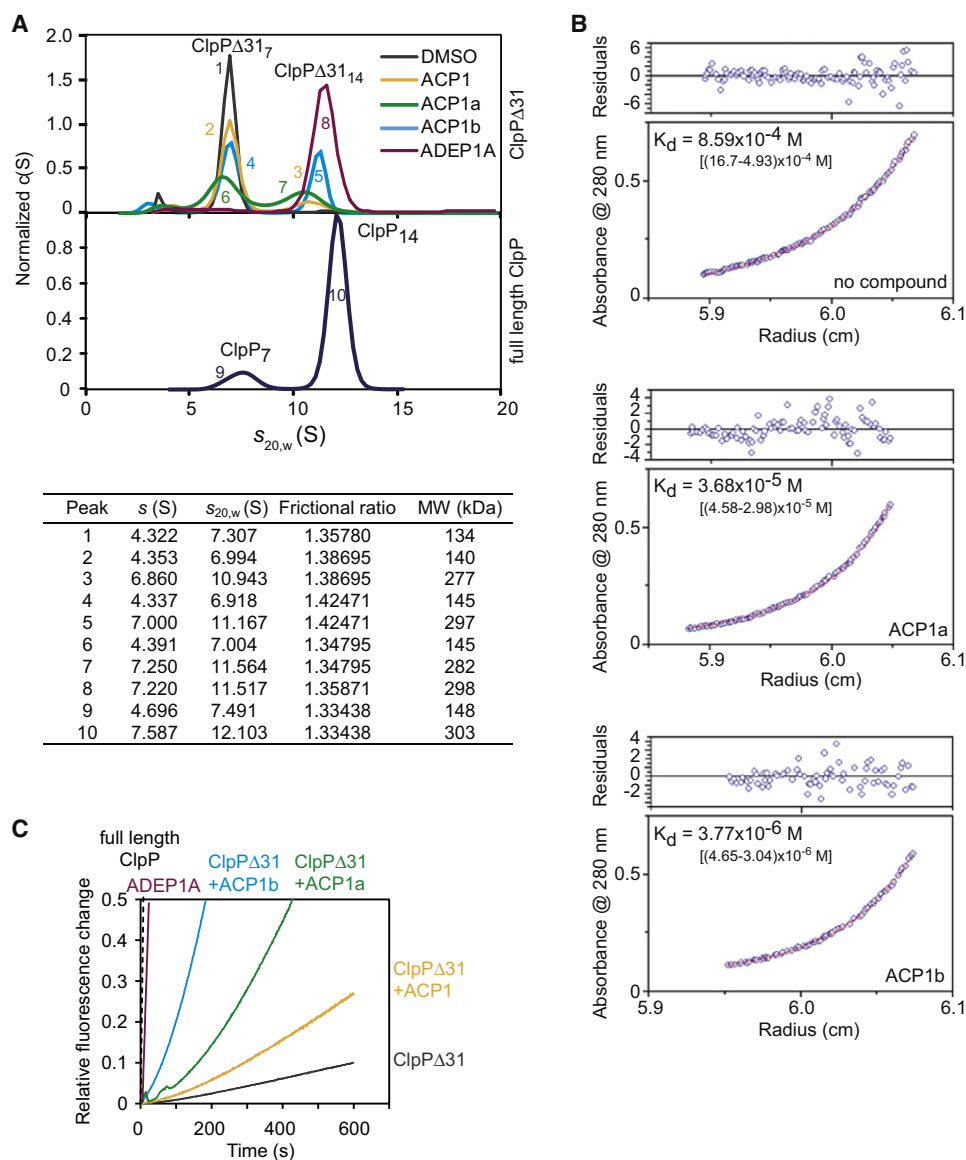 A
Normalized c(S)
2.0
1.5
1.0
0.5
0
ClpPΔ31₇
ClpPΔ31₁₄
1
2
3
4
5
6
7
8
DMSO
ACP1
ACP1a
ACP1b
ADEP1A
ClpPΔ31
0.8
0.6
0.4
0.2
0
ClpP₇
ClpP₁₄
9
10
full length ClpP
0 5 10 15 20
s20,w (S)
Peak s (S) s20,w (S) Frictional ratio MW (kDa)
1 4.322 7.307 1.35780 134
2 4.353 6.994 1.38695 140
3 6.860 10.943 1.38695 277
4 4.337 6.918 1.42471 145
5 7.000 11.167 1.42471 297
6 4.391 7.004 1.34795 145
7 7.250 11.564 1.34795 282
8 7.220 11.517 1.35871 298
9 4.696 7.491 1.33438 148
10 7.587 12.103 1.33438 303
C
full length
ClpP
ADEP1A
ClpPΔ31
+ACP1b
ClpPΔ31
+ACP1a
ClpPΔ31
+ACP1
ClpPΔ31
Relative fluorescence change
0.5
0.4
0.3
0.2
0.1
0
0 200 400 600
Time (s)
B
Residuals
6
2
-2
-6
Kd = 8.59x10⁻⁴ M
[(16.7-4.93)x10⁻⁴ M]
Absorbance @ 280 nm
0.5
0
no compound
5.9 6.0 6.1
Radius (cm)
Residuals
4
2
0
-2
-4
Kd = 3.68x10⁻⁵ M
[(4.58-2.98)x10⁻⁵ M]
Absorbance @ 280 nm
0.5
0
ACP1a
5.9 6.0 6.1
Radius (cm)
Residuals
4
2
0
-2
Kd = 3.77x10⁻⁶ M
[(4.65-3.04)x10⁻⁶ M]
Absorbance @ 280 nm
0.5
0
ACP1b
5.9 6.0 6.1
Radius (cm)